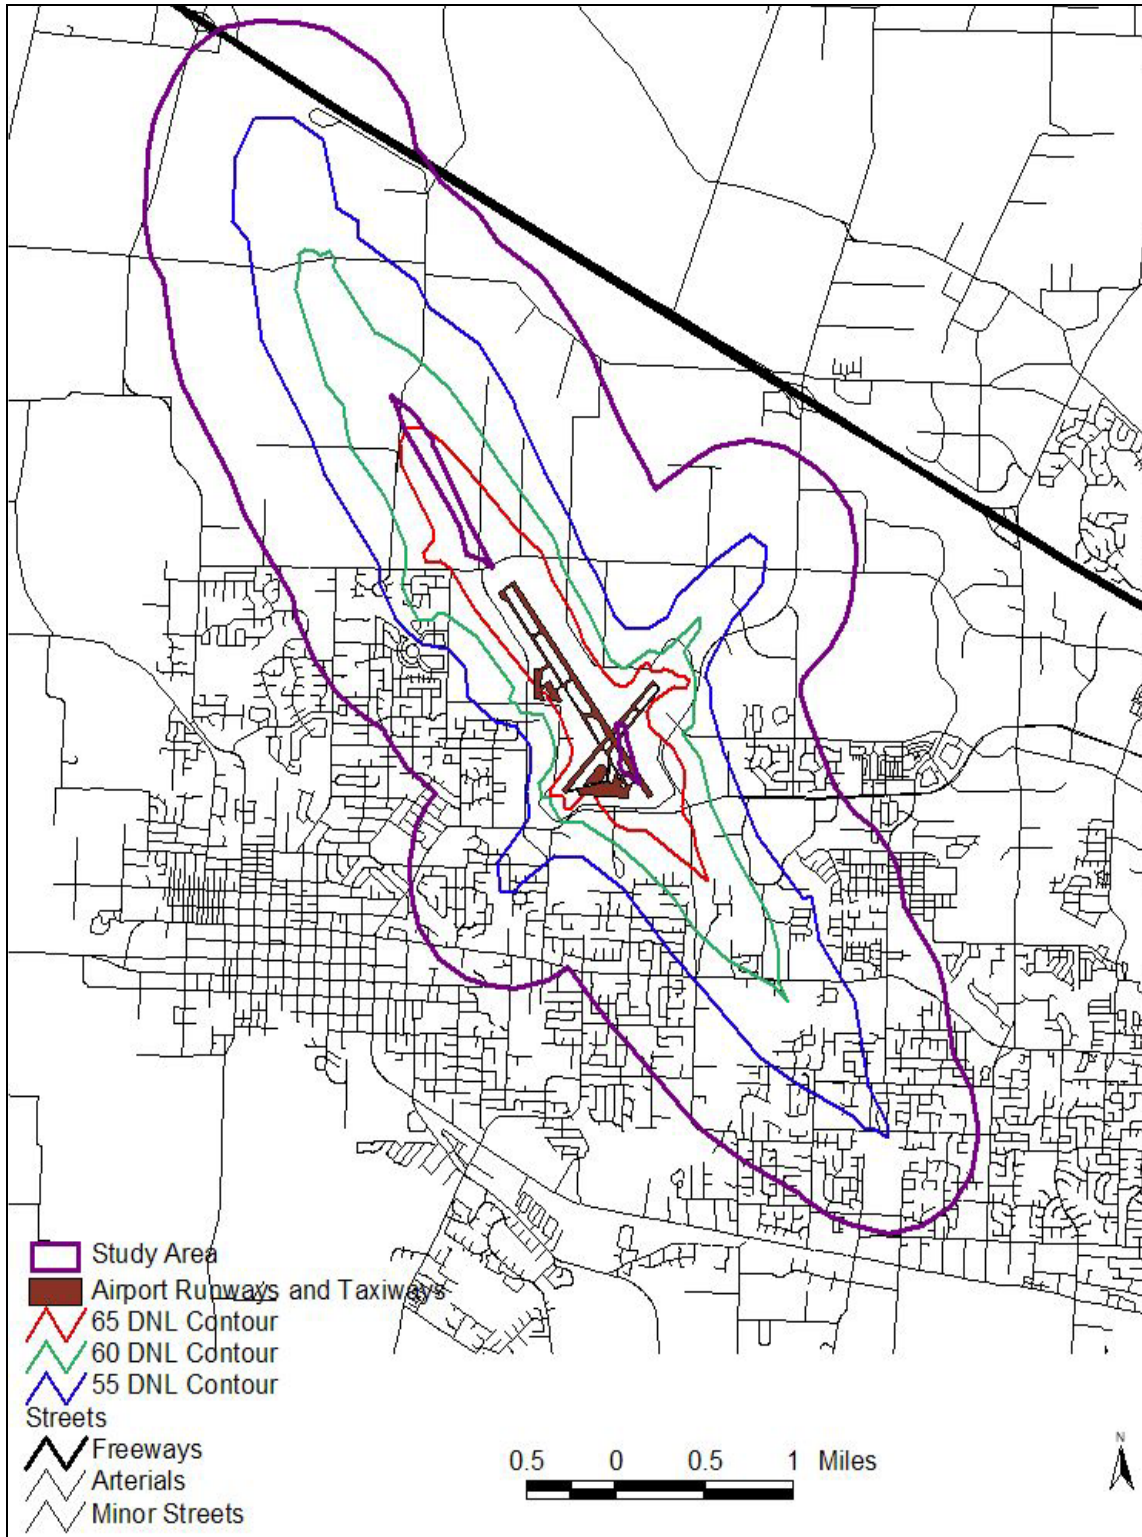 Study Area
Airport Runways and Taxiways
65 DNL Contour
60 DNL Contour
55 DNL Contour
Streets
Freeways
Arterials
Minor Streets
0.5 0 0.5 1 Miles
N